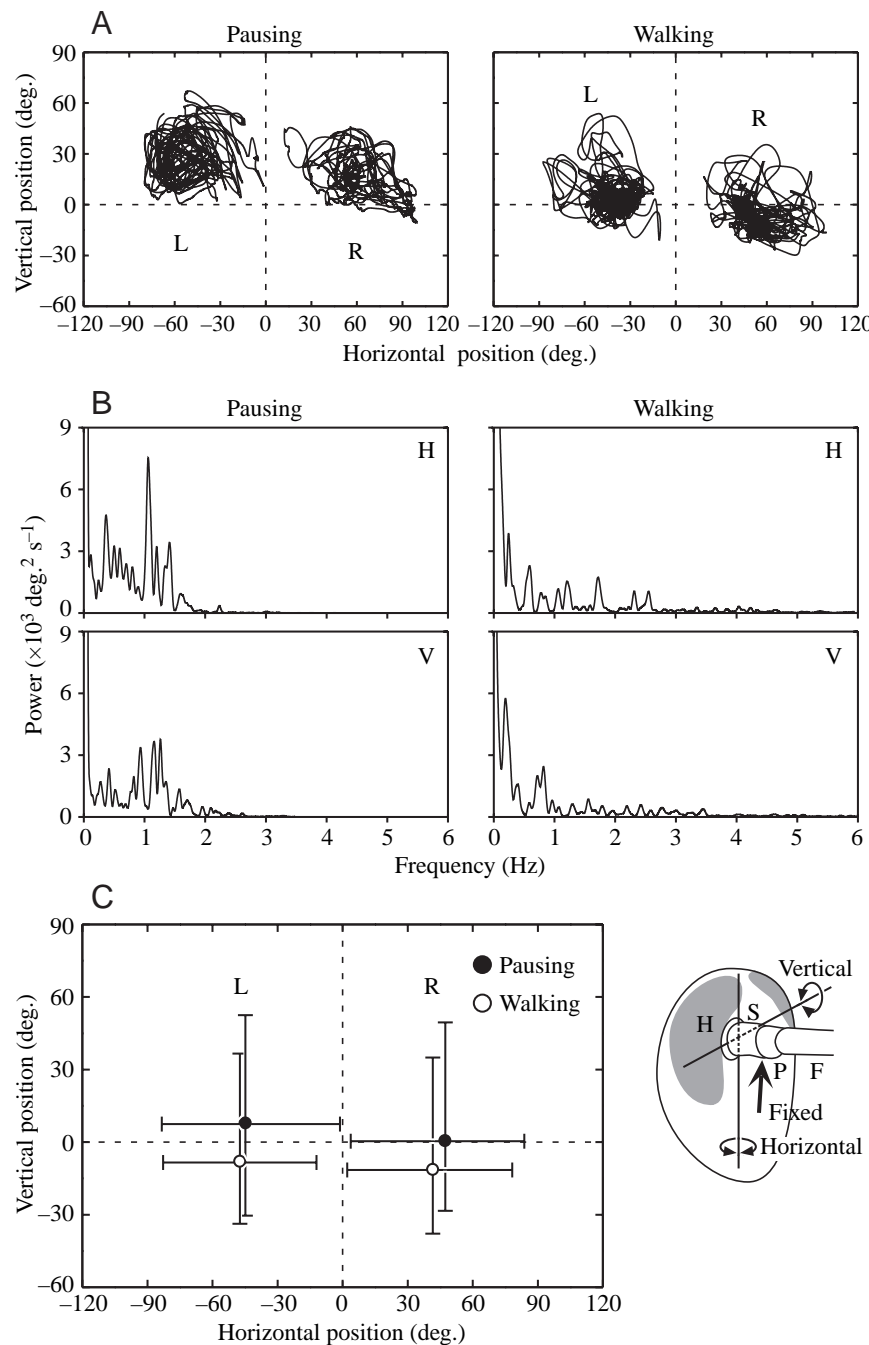 A
Pausing
Walking
Vertical position (deg.)
90
60
30
0
–30
–60
L
R
L
R
–120 –90 –60 –30 0 30 60 90 120
–120 –90 –60 –30 0 30 60 90 120
Horizontal position (deg.)
B
Pausing
Walking
Power (×10³ deg.² s⁻¹)
9
6
3
0
H
H
9
6
3
0
V
V
0 1 2 3 4 5 6
0 1 2 3 4 5 6
Frequency (Hz)
C
Vertical position (deg.)
90
60
30
0
–30
–60
L
R
Pausing
Walking
–120 –90 –60 –30 0 30 60 90 120
Horizontal position (deg.)
Vertical
H
S
P
F
Fixed
Horizontal